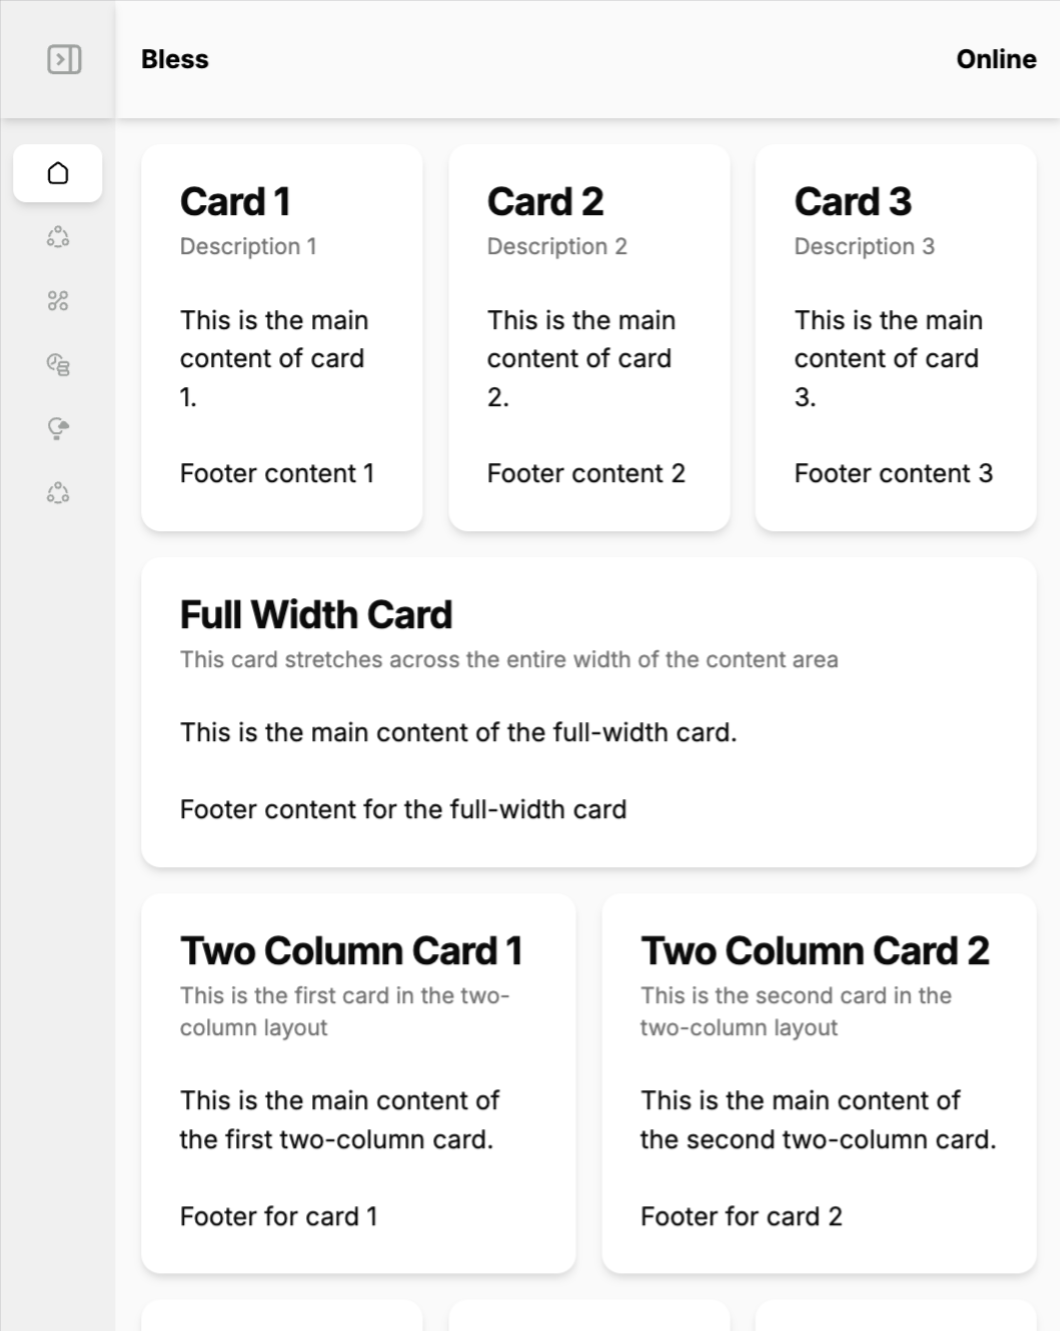 Bless
Online
Card 1
Description 1
This is the main
content of card
1.
Footer content 1
Card 2
Description 2
This is the main
content of card
2.
Footer content 2
Card 3
Description 3
This is the main
content of card
3.
Footer content 3
Full Width Card
This card stretches across the entire width of the content area
This is the main content of the full-width card.
Footer content for the full-width card
Two Column Card 1
This is the first card in the two-
column layout
This is the main content of
the first two-column card.
Footer for card 1
Two Column Card 2
This is the second card in the
two-column layout
This is the main content of
the second two-column card.
Footer for card 2